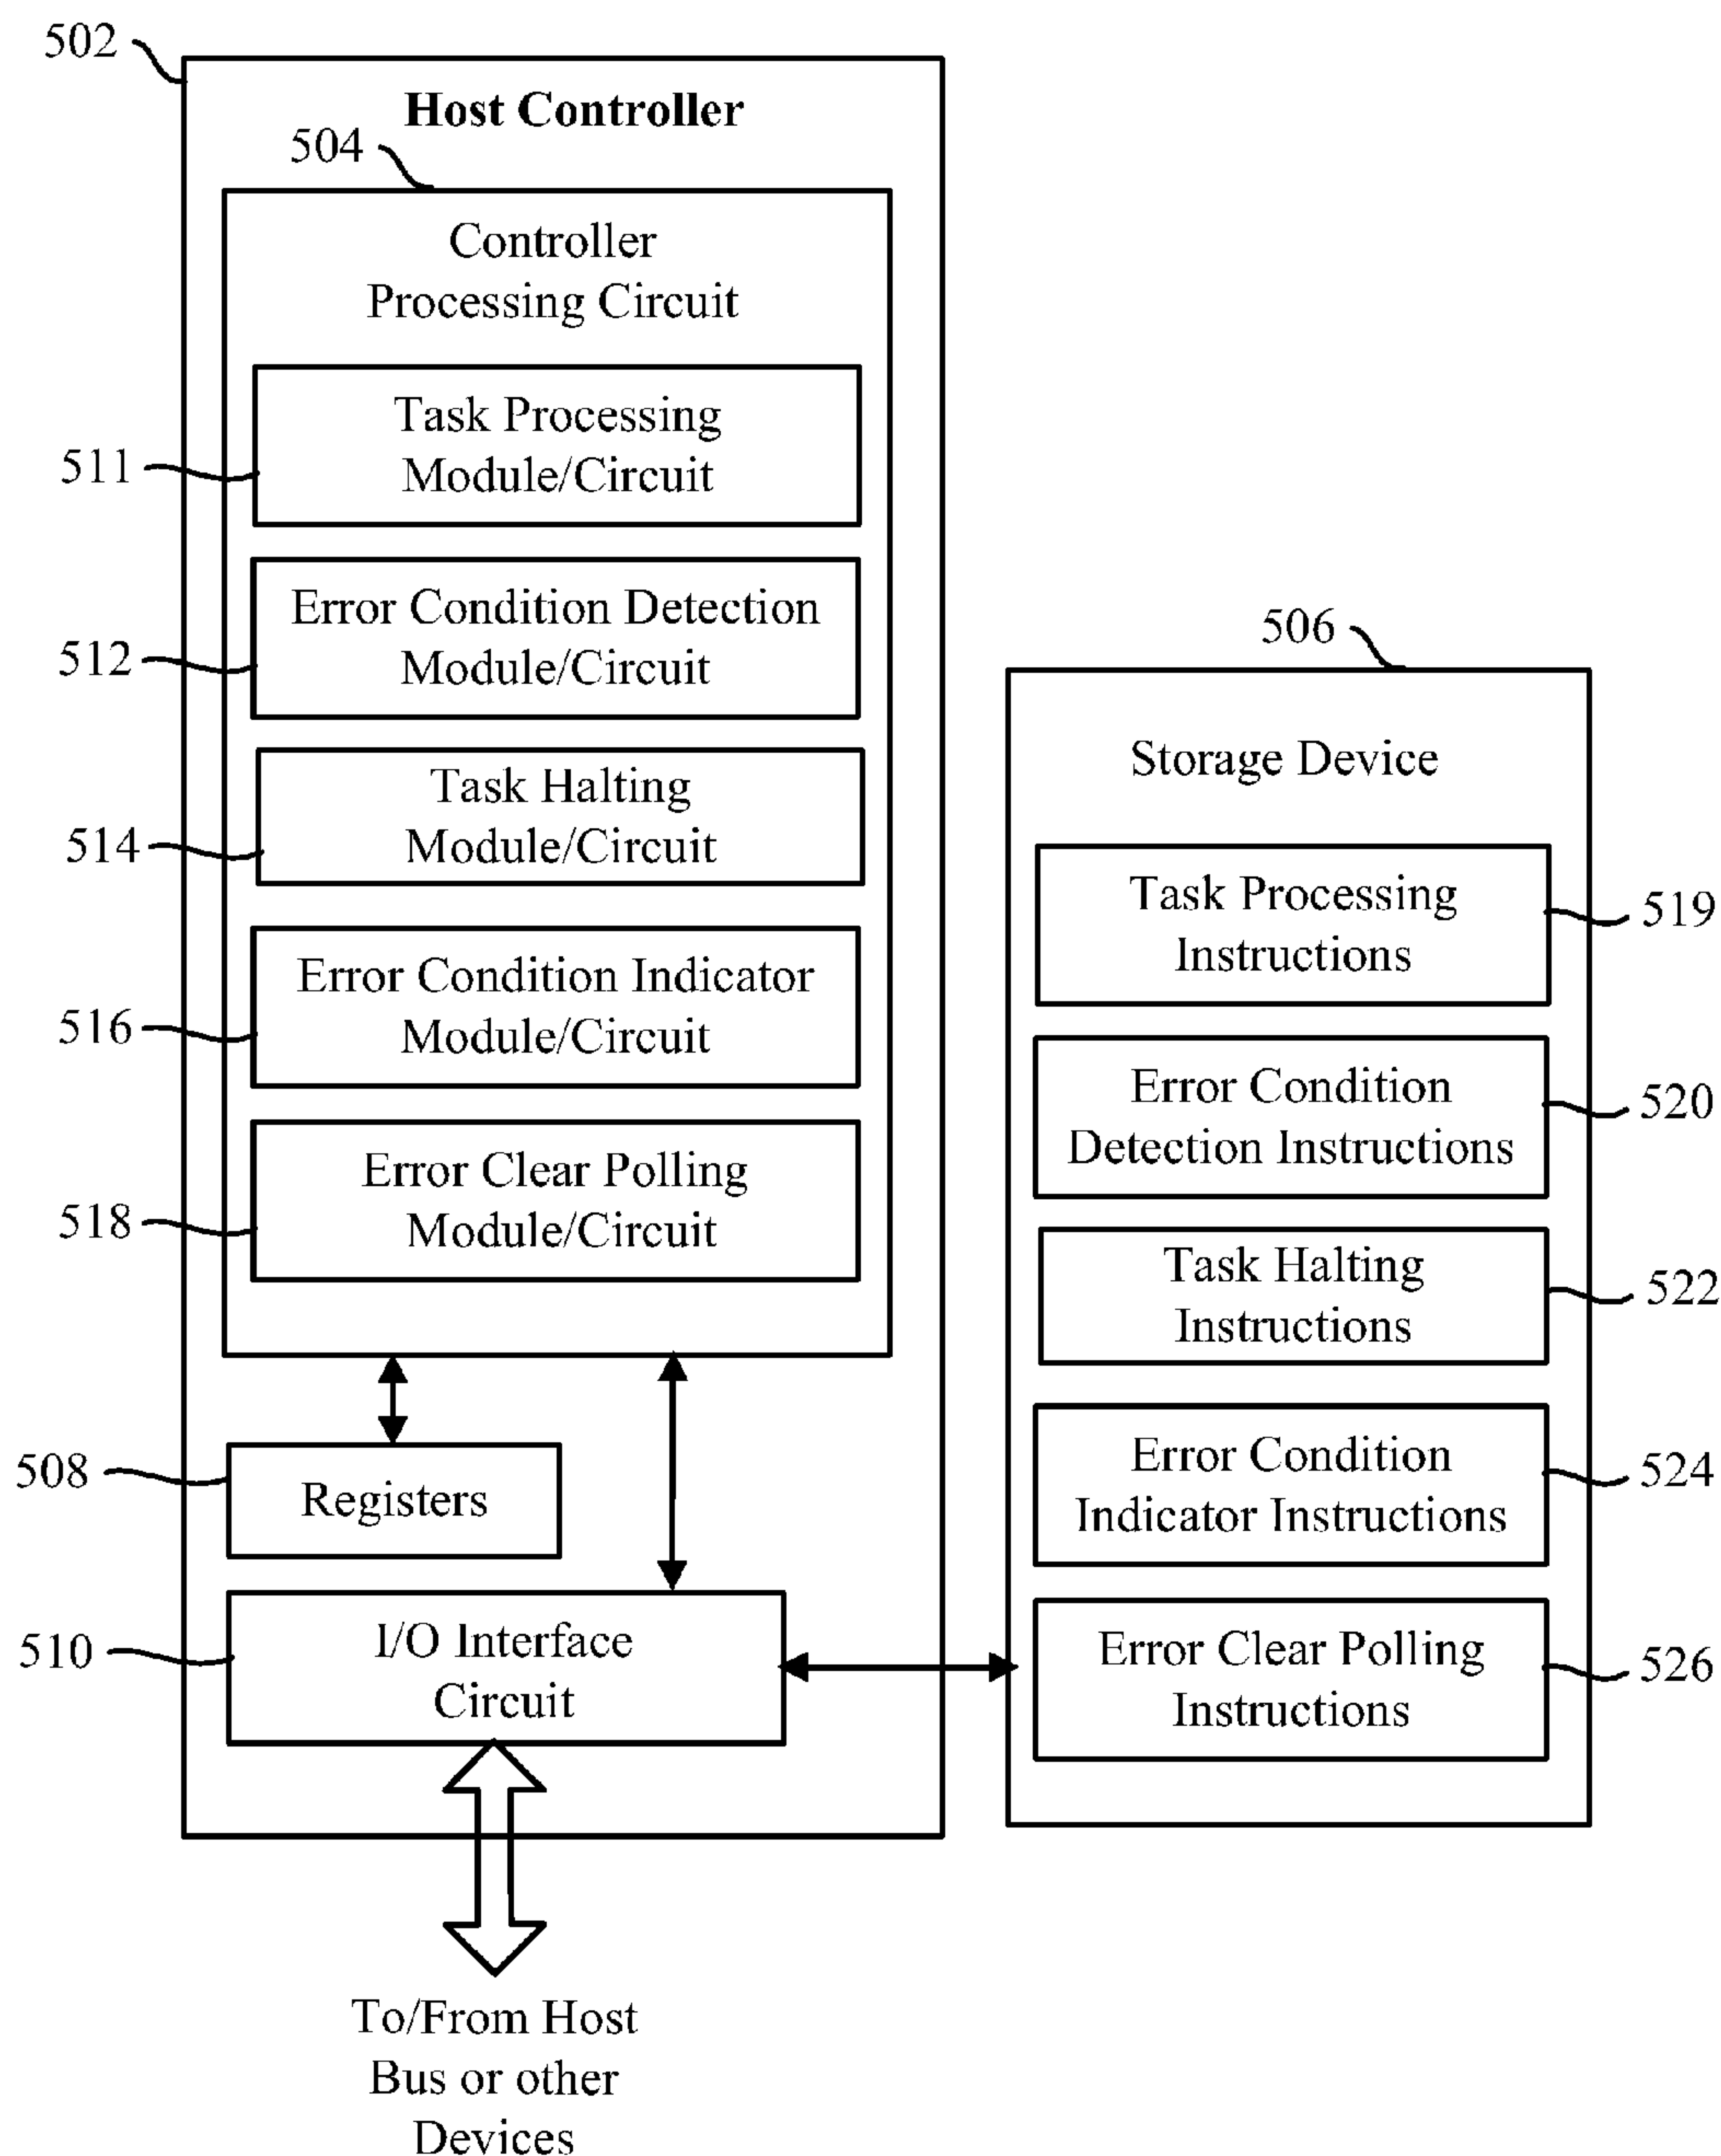 502
Host Controller
504
Controller
Processing Circuit
Task Processing
Module/Circuit
511
Error Condition Detection
Module/Circuit
512
Task Halting
Module/Circuit
514
Error Condition Indicator
Module/Circuit
516
Error Clear Polling
Module/Circuit
518
508
Registers
510
I/O Interface
Circuit
To/From Host
Bus or other
Devices
506
Storage Device
Task Processing
Instructions
519
Error Condition
Detection Instructions
520
Task Halting
Instructions
522
Error Condition
Indicator Instructions
524
Error Clear Polling
Instructions
526